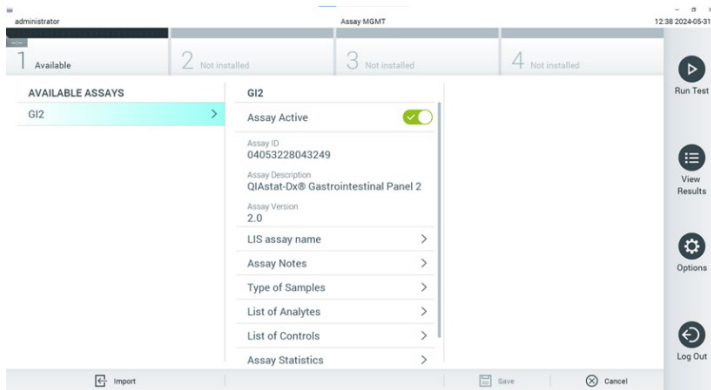 administrator
Assay MGMT
12:38 2024-05-31
1 Available
2 Not installed
3 Not installed
4 Not installed
AVAILABLE ASSAYS
GI2
GI2
Assay Active
Assay ID
04053228043249
Assay Description
QIAstat-Dx® Gastrointestinal Panel 2
Assay Version
2.0
LIS assay name
Assay Notes
Type of Samples
List of Analytes
List of Controls
Assay Statistics
Run Test
View
Results
Options
Log Out
Import
Save
Cancel